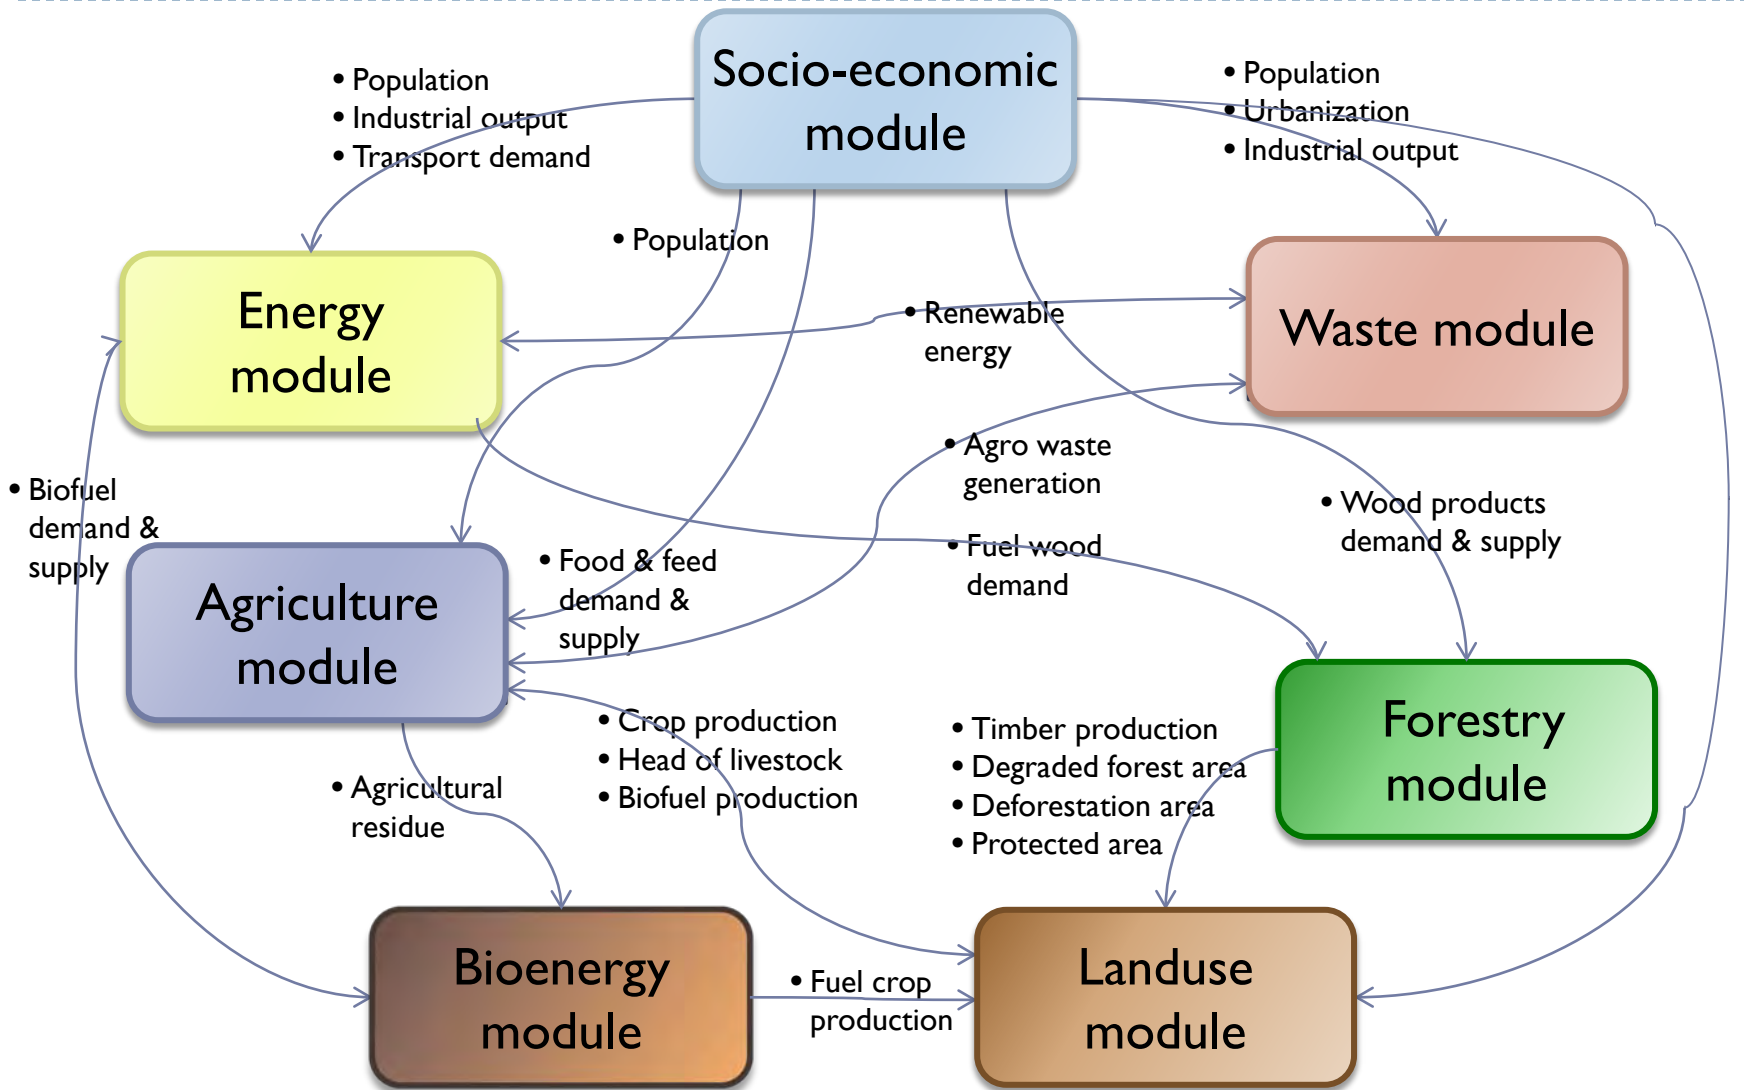 Socio-economic
module
• Population
• Industrial output
• Transport demand
• Population
• Urbanization
• Industrial output
• Population
Energy
module
• Renewable
energy
Waste module
• Agro waste
generation
• Biofuel
demand &
supply
• Wood products
demand & supply
• Fuel wood
demand
• Food & feed
demand &
supply
Agriculture
module
• Crop production
• Head of livestock
• Biofuel production
• Timber production
• Degraded forest area
• Deforestation area
• Protected area
Forestry
module
• Agricultural
residue
Bioenergy
module
• Fuel crop
production
Landuse
module